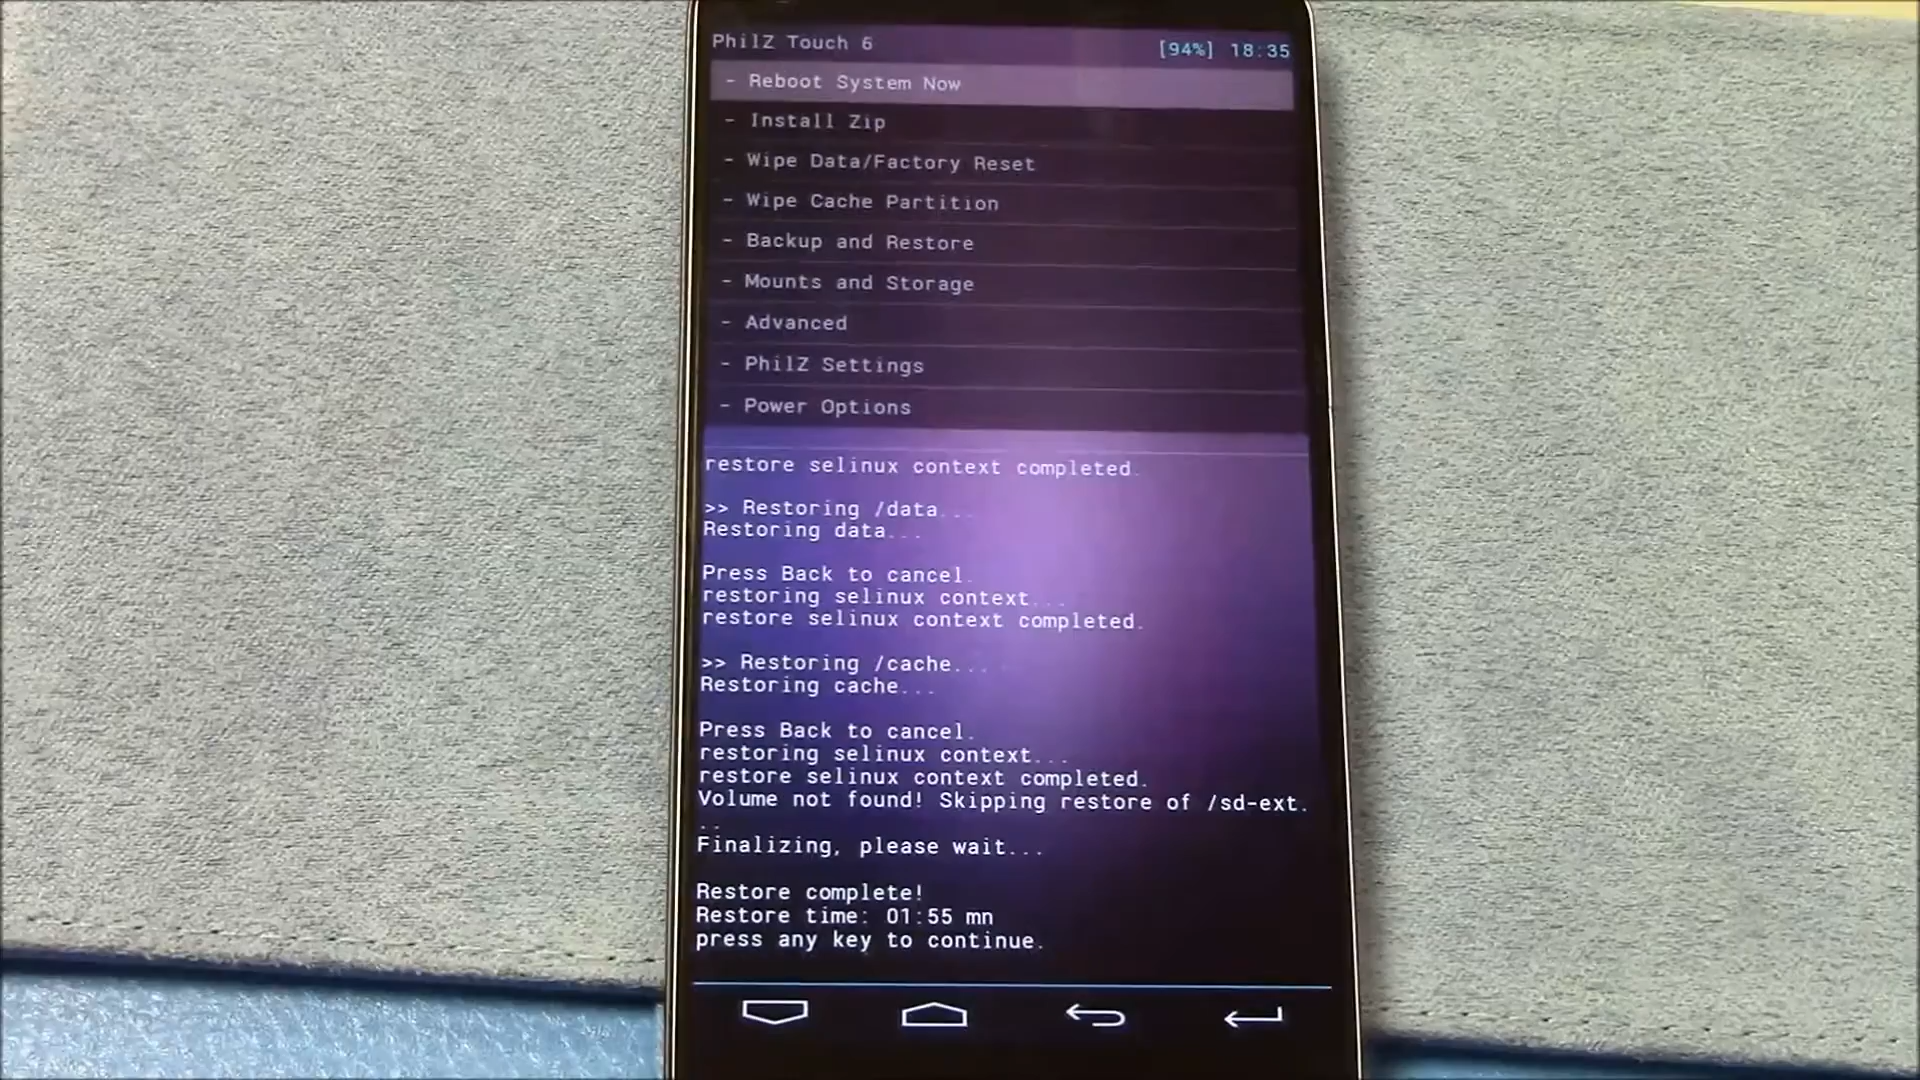 PhilZ Touch 6
[94%] 18:35
- Reboot System Now
- Install Zip
- Wipe Data/Factory Reset
- Wipe Cache Partition
- Backup and Restore
- Mounts and Storage
- Advanced
- PhilZ Settings
- Power Options
restore selinux context completed.
>> Restoring /data...
Restoring data...
Press Back to cancel.
restoring selinux context...
restore selinux context completed.
>> Restoring /cache...
Restoring cache...
Press Back to cancel.
restoring selinux context...
restore selinux context completed.
Volume not found! Skipping restore of /sd-ext.
..
Finalizing, please wait...
Restore complete!
Restore time: 01:55 mn
press any key to continue.